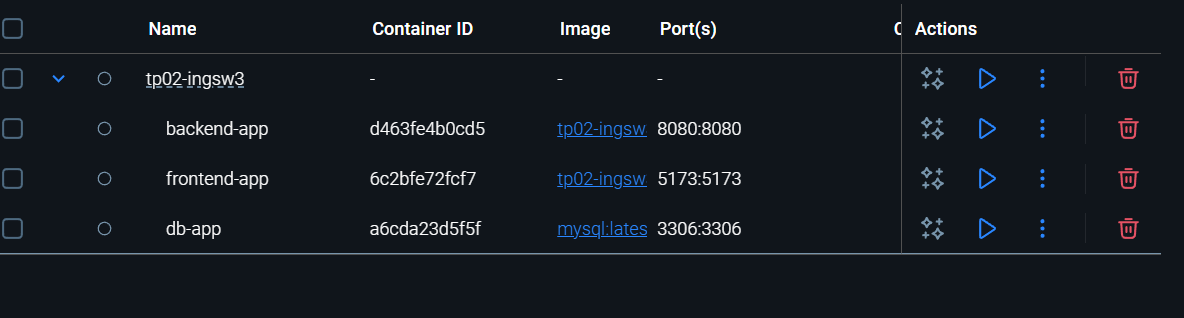 Name Container ID Image Port(s) Actions
tp02-ingsw3 - - -
backend-app d463fe4b0cd5 tp02-ingsw 8080:8080
frontend-app 6c2bfe72fcf7 tp02-ingsw 5173:5173
db-app a6cda23d5f5f mysql:lates 3306:3306